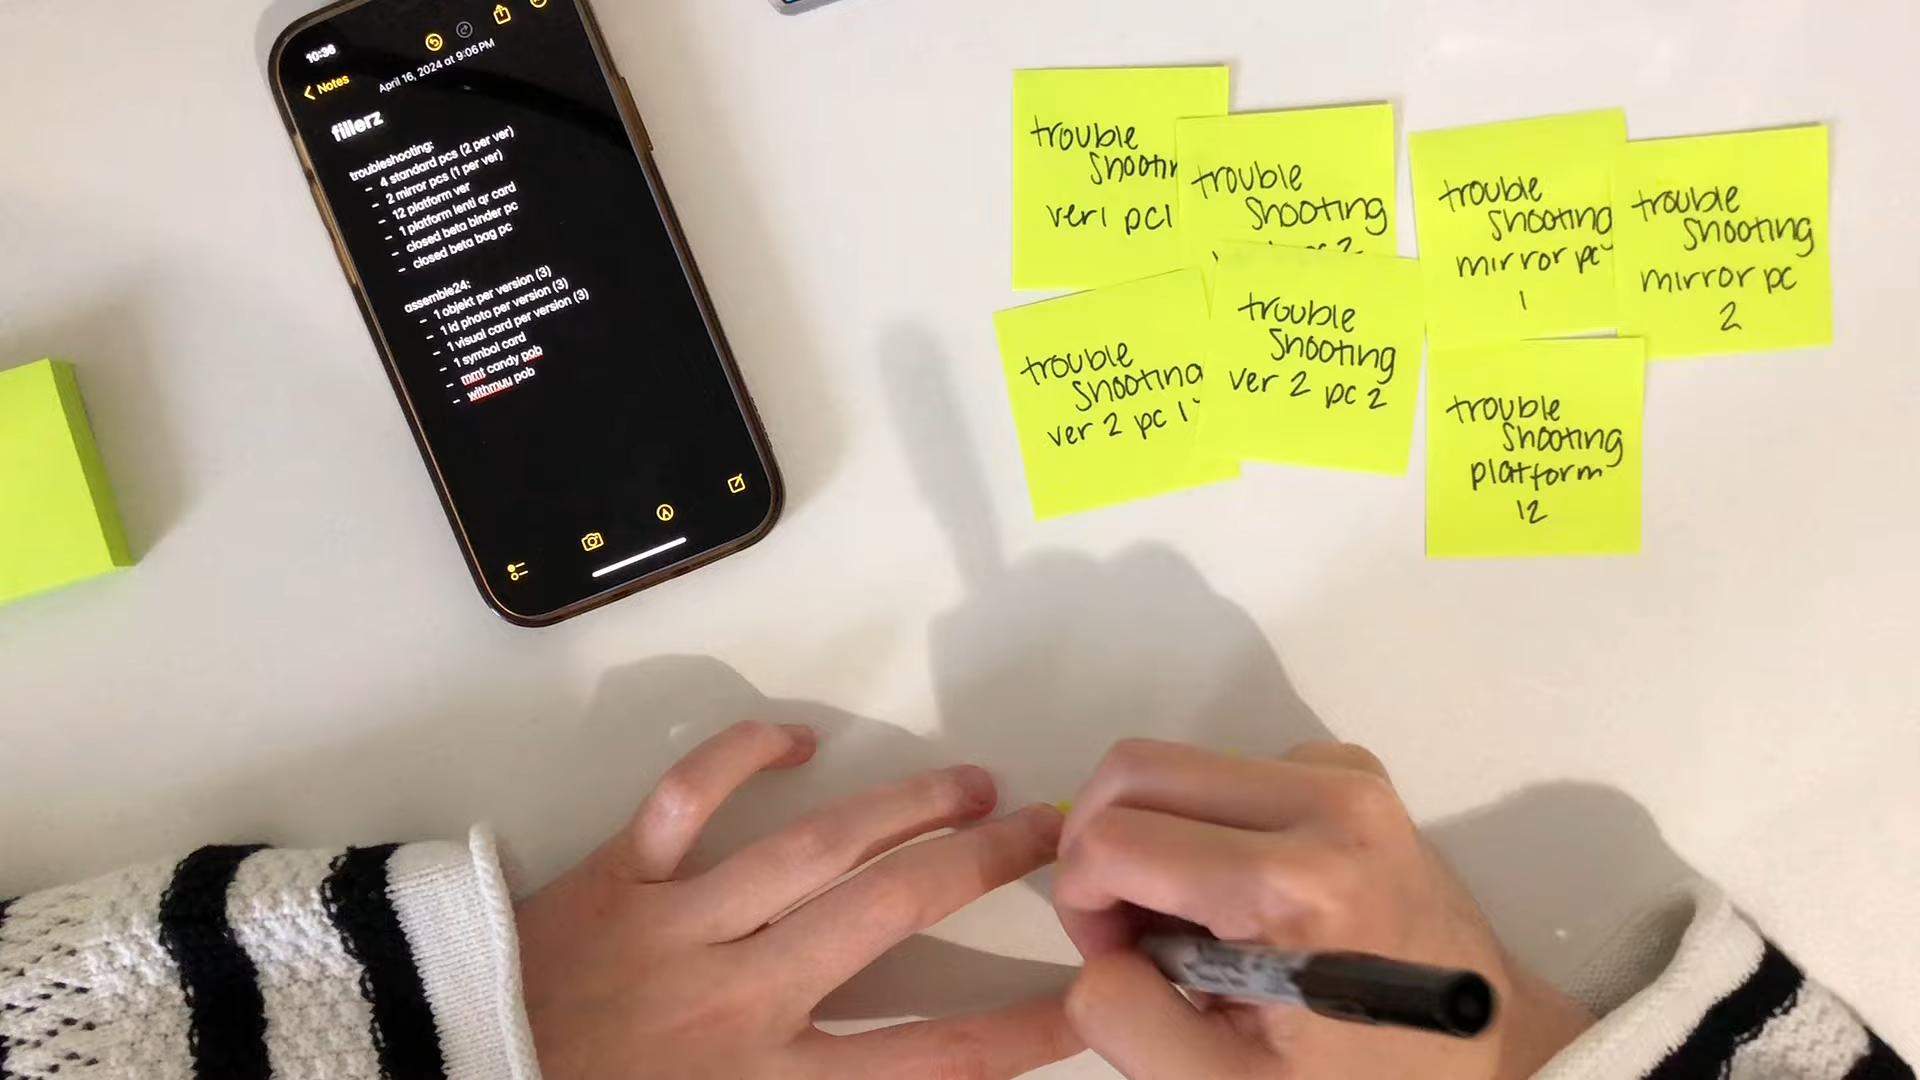 10:36
Notes
April 16, 2024 at 9:06 PM
fillerz
troubleshooting:
- 4 standard pcs (2 per ver)
- 2 mirror pcs (1 per ver)
- 12 platform ver
- 1 platform lenti qr card
- closed beta binder pc
- closed beta bag pc
assemble24:
- 1 objekt per version (3)
- 1 id photo per version (3)
- 1 visual card per version (3)
- 1 symbol card
- mmt candy pob
- withmuu pob
trouble
shootin
ver1 pc1
trouble
shooting
pc 2
trouble
shooting
mirror pc
1
trouble
shooting
mirror pc
2
trouble
shooting
ver 2 pc 1
trouble
shooting
ver 2 pc 2
trouble
shooting
platform
12